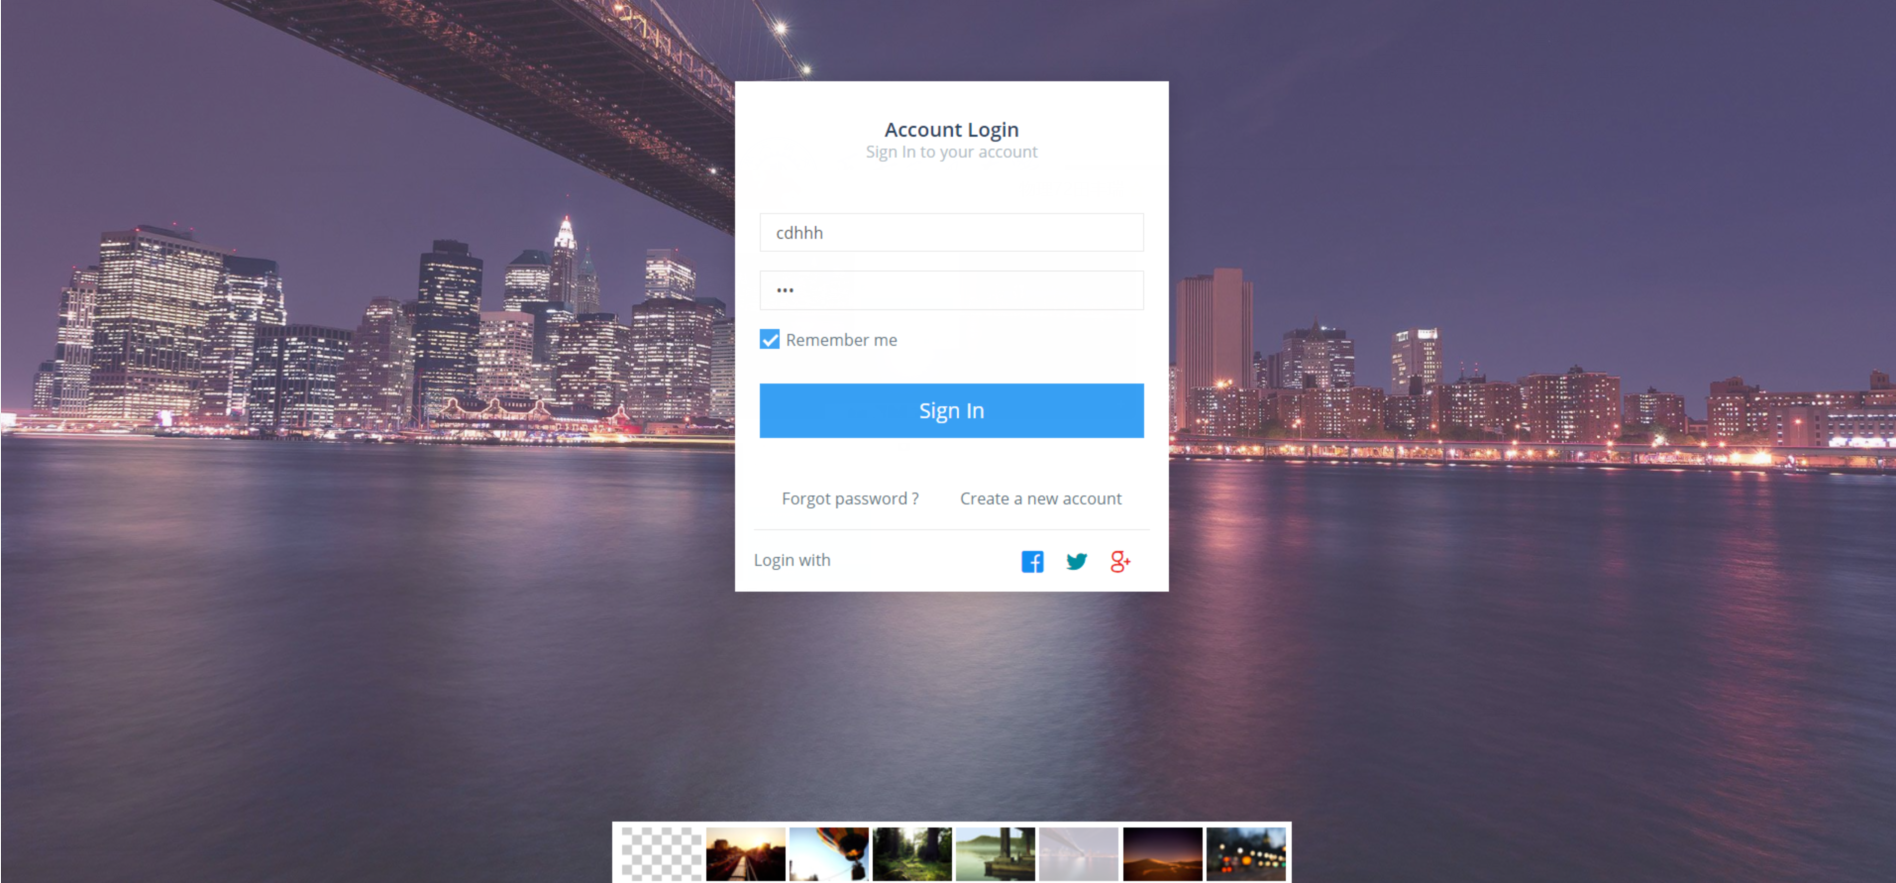 Account Login
Sign In to your account
cdhhh
•••
Remember me
Sign In
Forgot password ? Create a new account
Login with